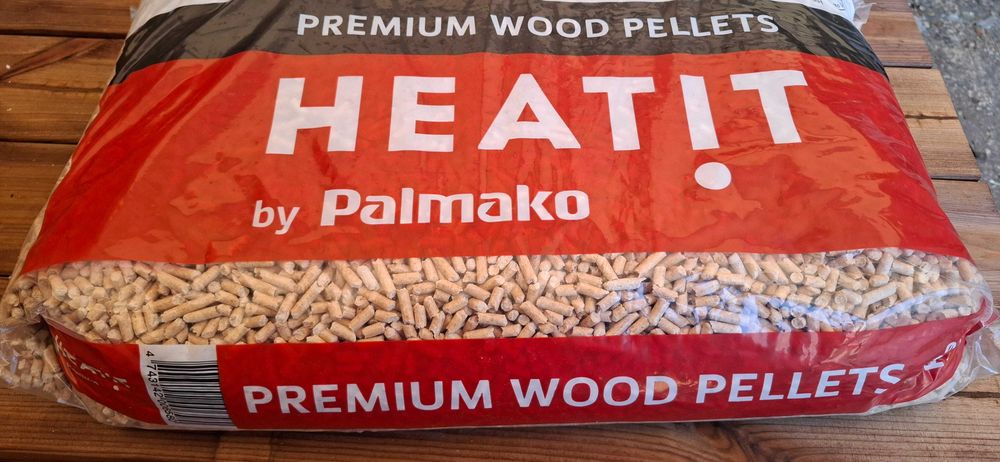 PREMIUM WOOD PELLETS
HEAT!T
by Palmako
PREMIUM WOOD PELLETS